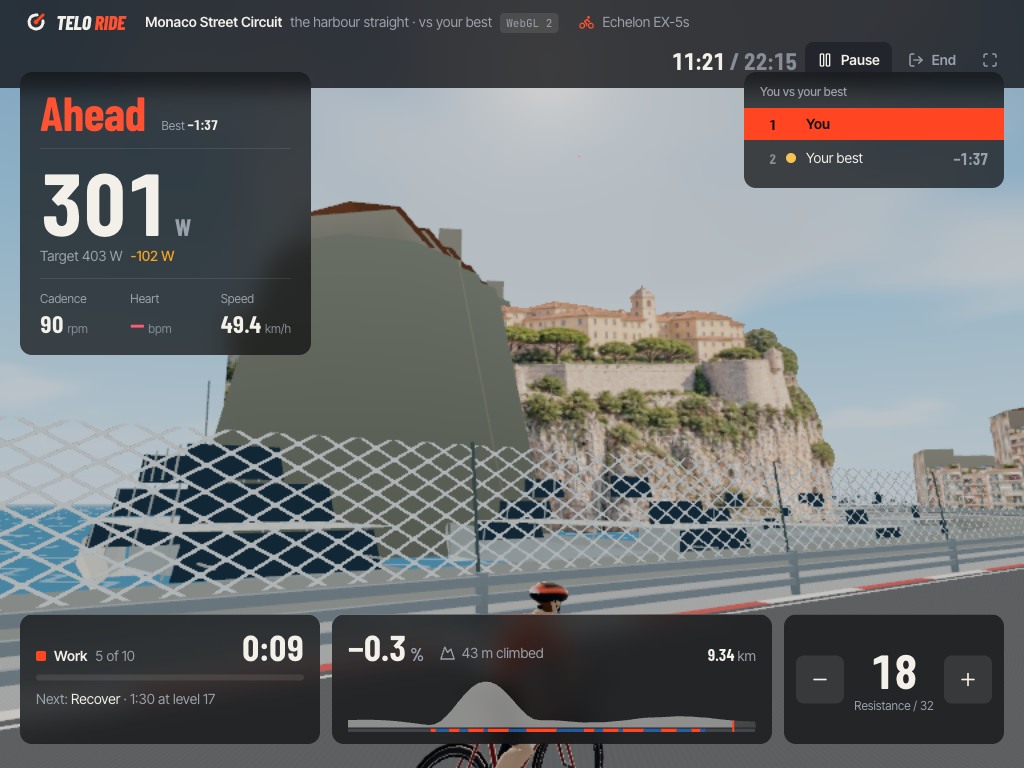 TELO RIDE Monaco Street Circuit the harbour straight · vs your best WebGL 2 Echelon EX-5s
11:21 / 22:15 Pause End
Ahead Best −1:37
301 W
Target 403 W -102 W
Cadence Heart Speed
90 rpm — bpm 49.4 km/h
You vs your best
1 You
2 Your best −1:37
Work 5 of 10 0:09
Next: Recover · 1:30 at level 17
−0.3 % 43 m climbed 9.34 km
− 18 +
Resistance / 32